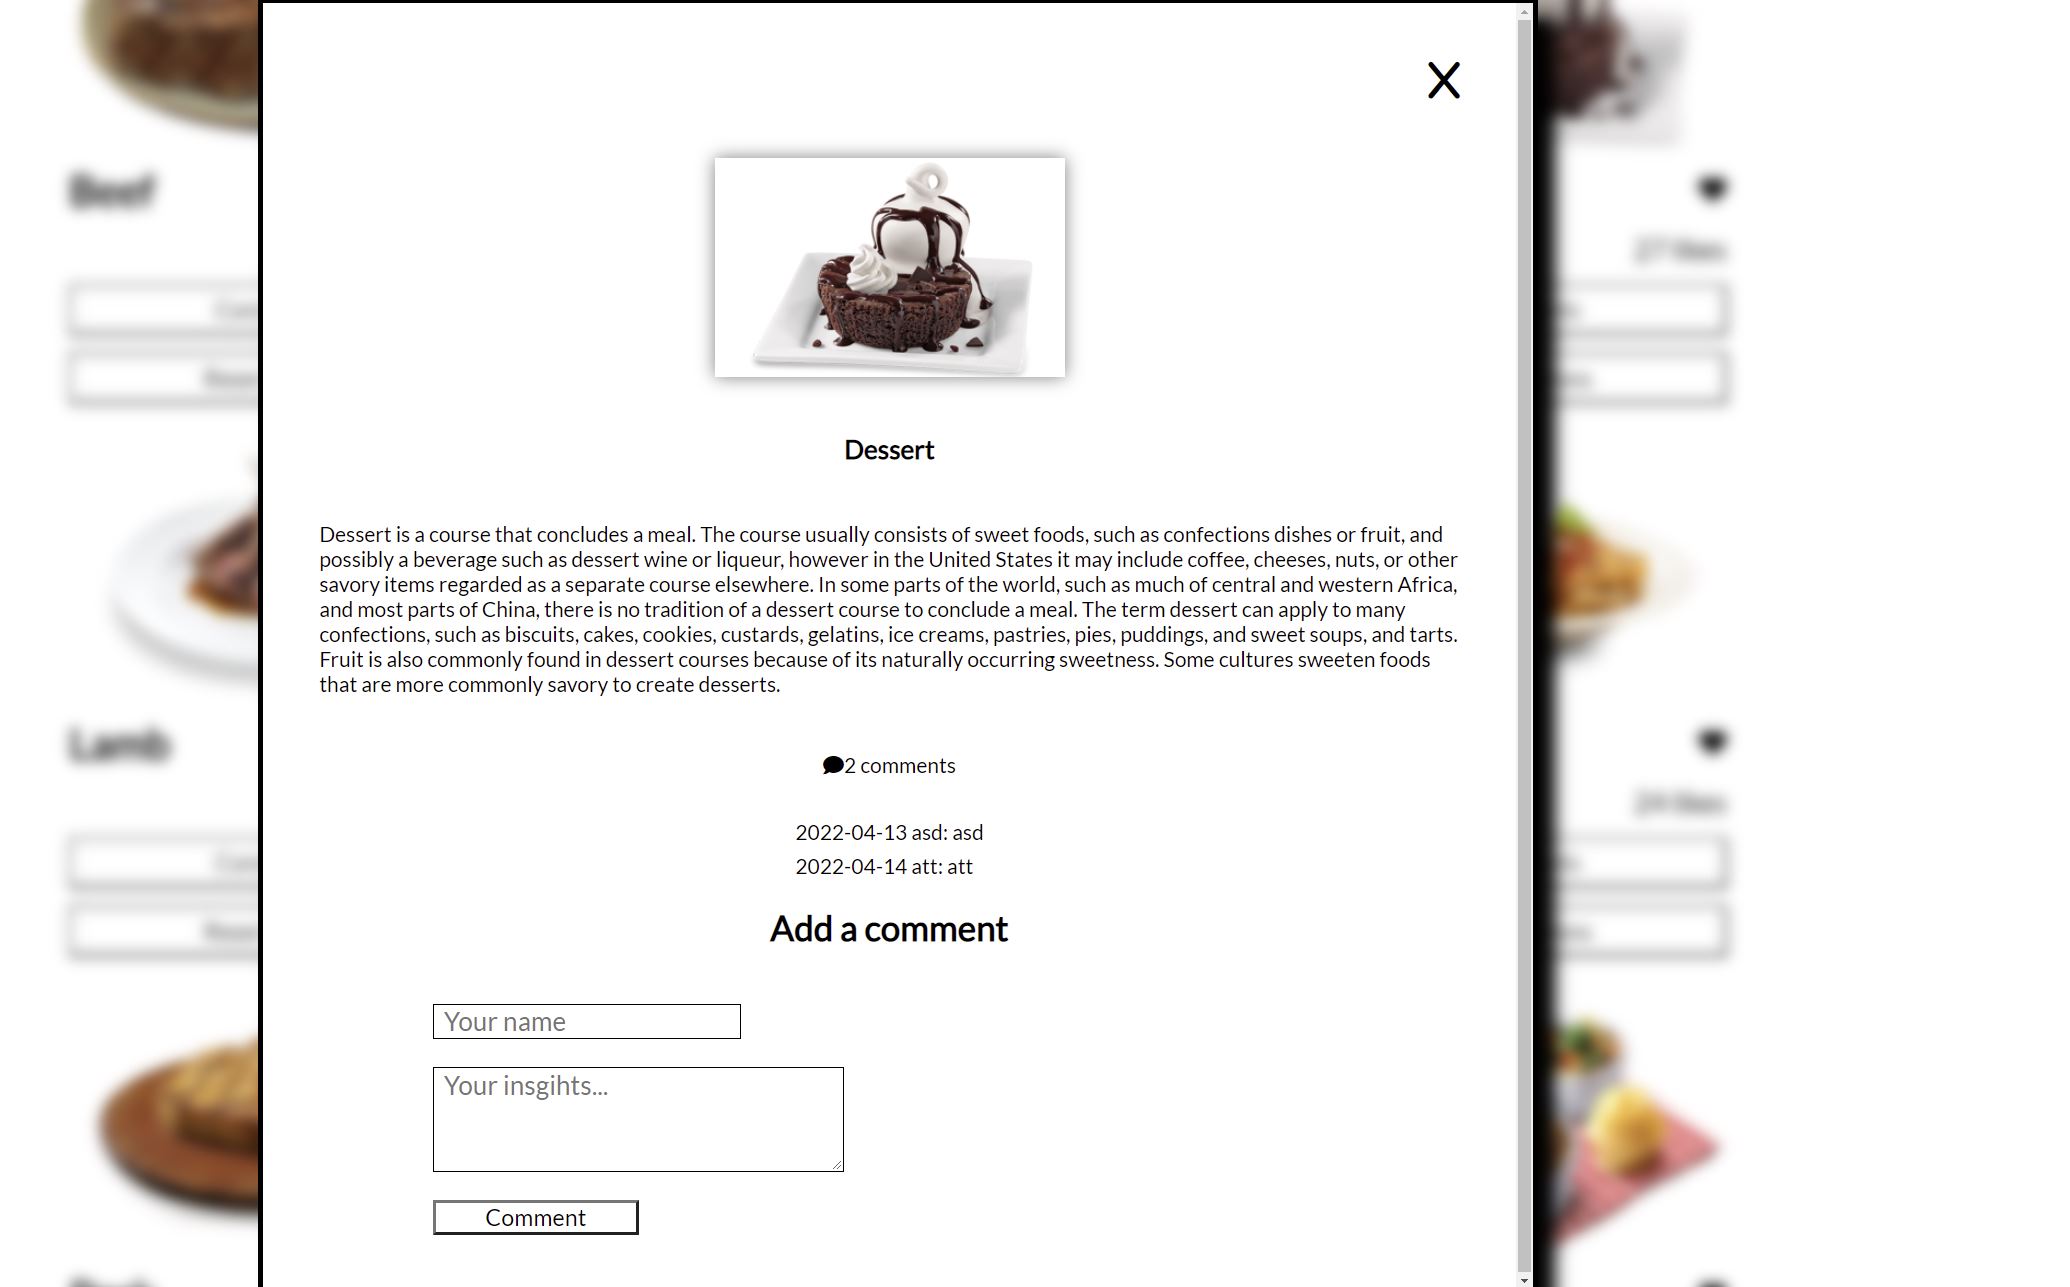 Beef
27 likes
Dessert
Dessert is a course that concludes a meal. The course usually consists of sweet foods, such as confections dishes or fruit, and
possibly a beverage such as dessert wine or liqueur, however in the United States it may include coffee, cheeses, nuts, or other
savory items regarded as a separate course elsewhere. In some parts of the world, such as much of central and western Africa,
and most parts of China, there is no tradition of a dessert course to conclude a meal. The term dessert can apply to many
confections, such as biscuits, cakes, cookies, custards, gelatins, ice creams, pastries, pies, puddings, and sweet soups, and tarts.
Fruit is also commonly found in dessert courses because of its naturally occurring sweetness. Some cultures sweeten foods
that are more commonly savory to create desserts.
Lamb
24 likes
2 comments
2022-04-13 asd: asd
2022-04-14 att: att
Add a comment
Your name
Your insgihts...
Comment